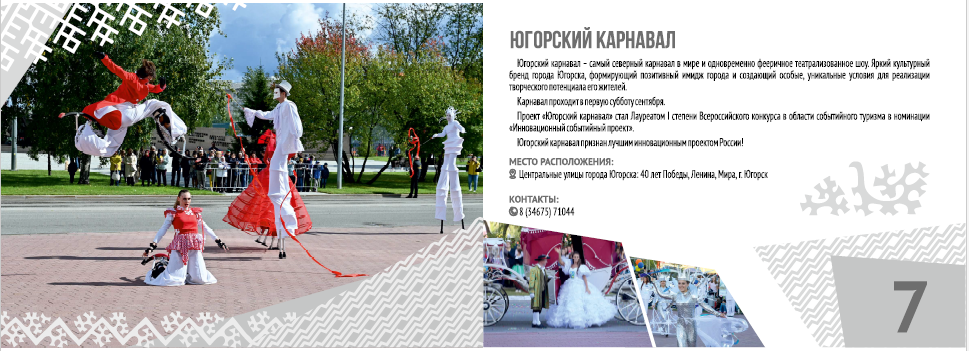 ЮГОРСКИЙ КАРНАВАЛ
Югорский карнавал – самый северный карнавал в мире и одновременно фееричное театрализованное шоу. Яркий культурный
бренд города Югорска, формирующий позитивный имидж города и создающий особые, уникальные условия для реализации
творческого потенциала его жителей.
Карнавал проходит в первую субботу сентября.
Проект «Югорский карнавал» стал Лауреатом I степени Всероссийского конкурса в области событийного туризма в номинации
«Инновационный событийный проект».
Югорский карнавал признан лучшим инновационным проектом России!
МЕСТО РАСПОЛОЖЕНИЯ:
Центральные улицы города Югорска: 40 лет Победы, Ленина, Мира, г. Югорск
КОНТАКТЫ:
8 (34675) 71044
7